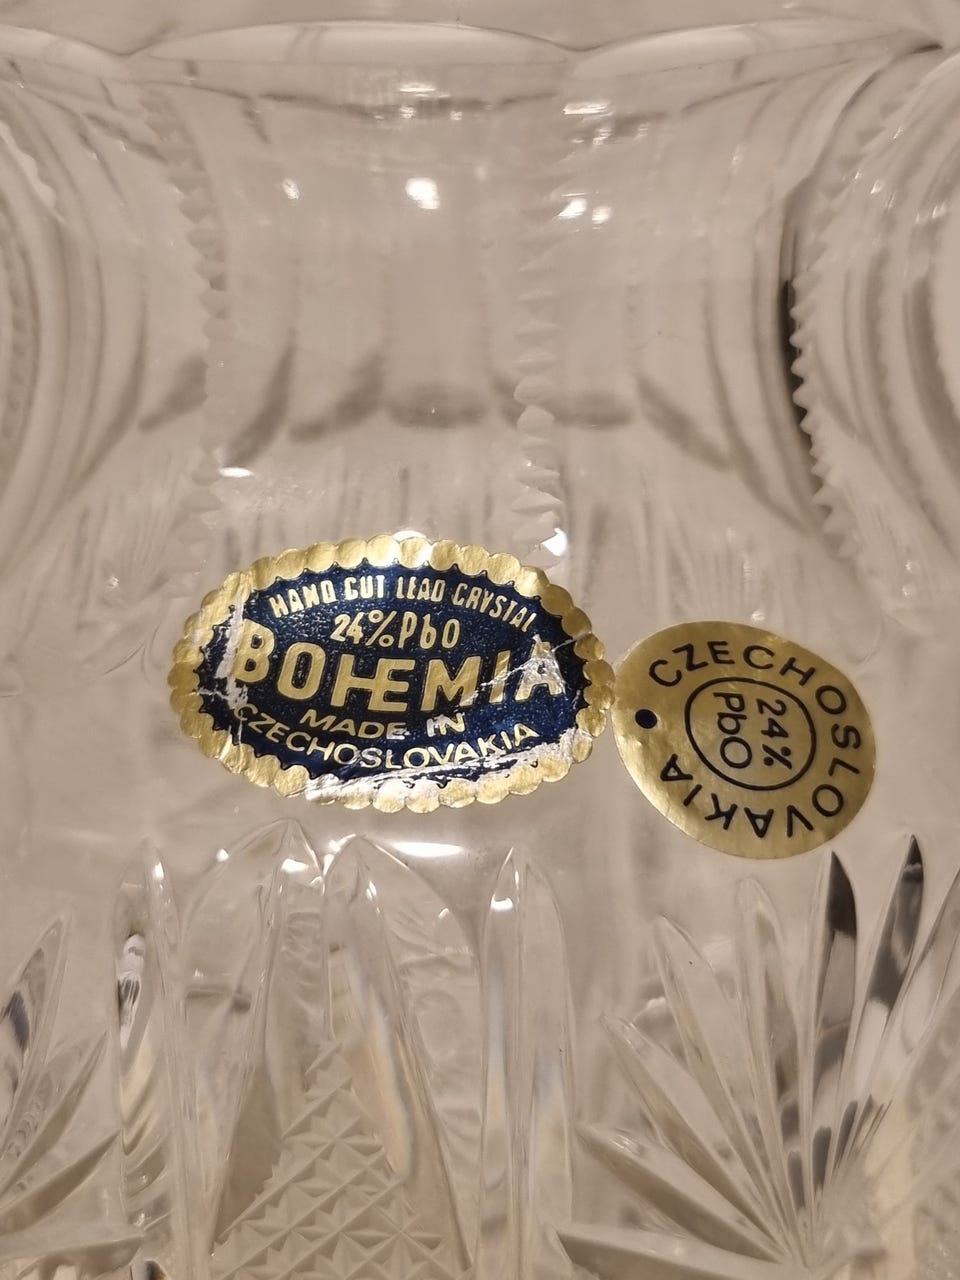 HAND CUT LEAD CRYSTAL
24% PbO
BOHEMIA
MADE IN
CZECHOSLOVAKIA
CZECHOSLOVAKIA
24%
PbO